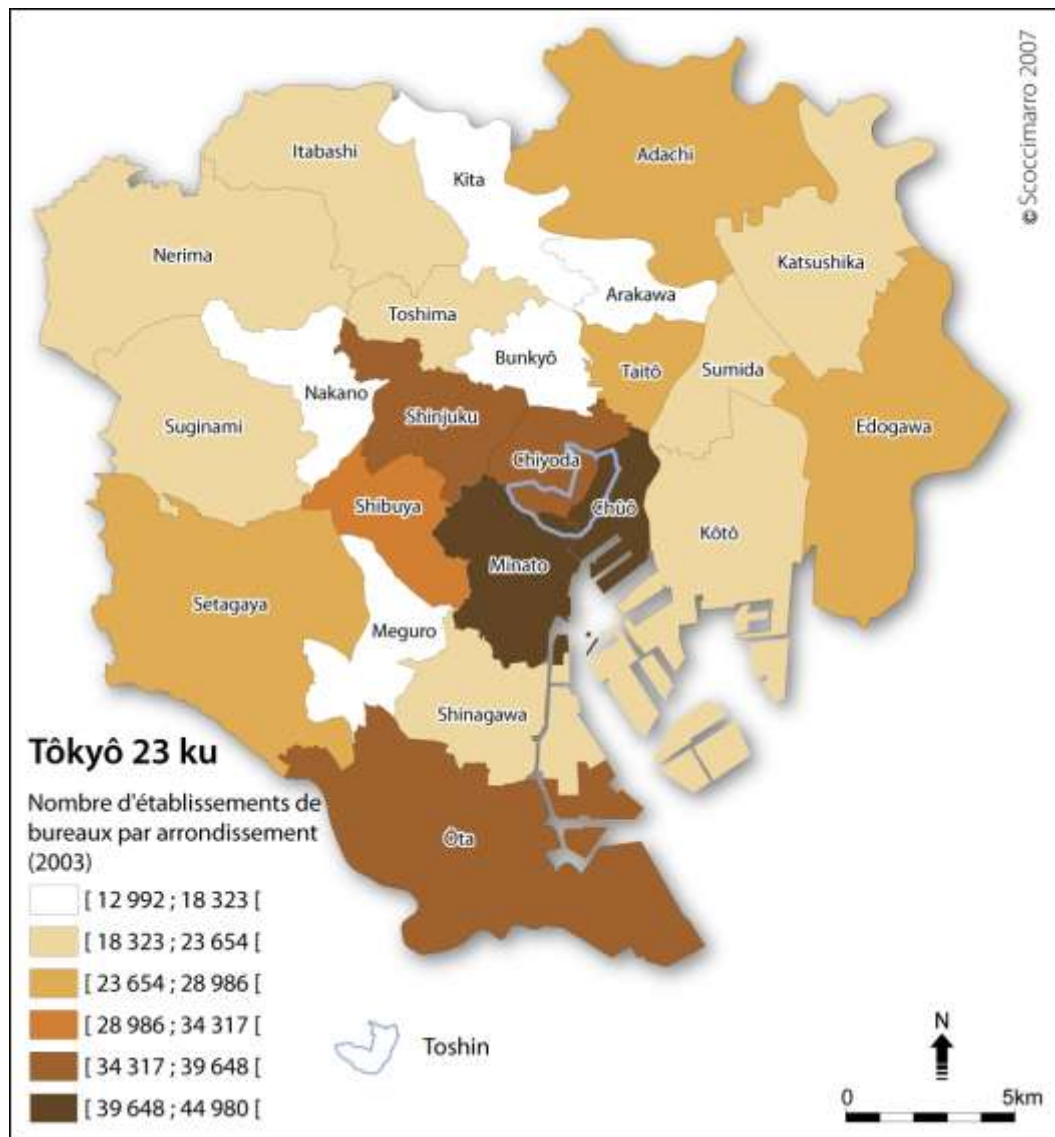 © Scoccimarro 2007
Itabashi
Adachi
Kita
Nerima
Katsushika
Arakawa
Toshima
Bunkyô
Taitô
Sumida
Nakano
Shinjuku
Suginami
Edogawa
Chiyoda
Shibuya
Chûô
Kôtô
Minato
Setagaya
Meguro
Shinagawa
Ôta
Tôkyô 23 ku
Nombre d'établissements de
bureaux par arrondissement
(2003)
[ 12 992 ; 18 323 [
[ 18 323 ; 23 654 [
[ 23 654 ; 28 986 [
[ 28 986 ; 34 317 [
[ 34 317 ; 39 648 [
[ 39 648 ; 44 980 [
Toshin
N
0 5km